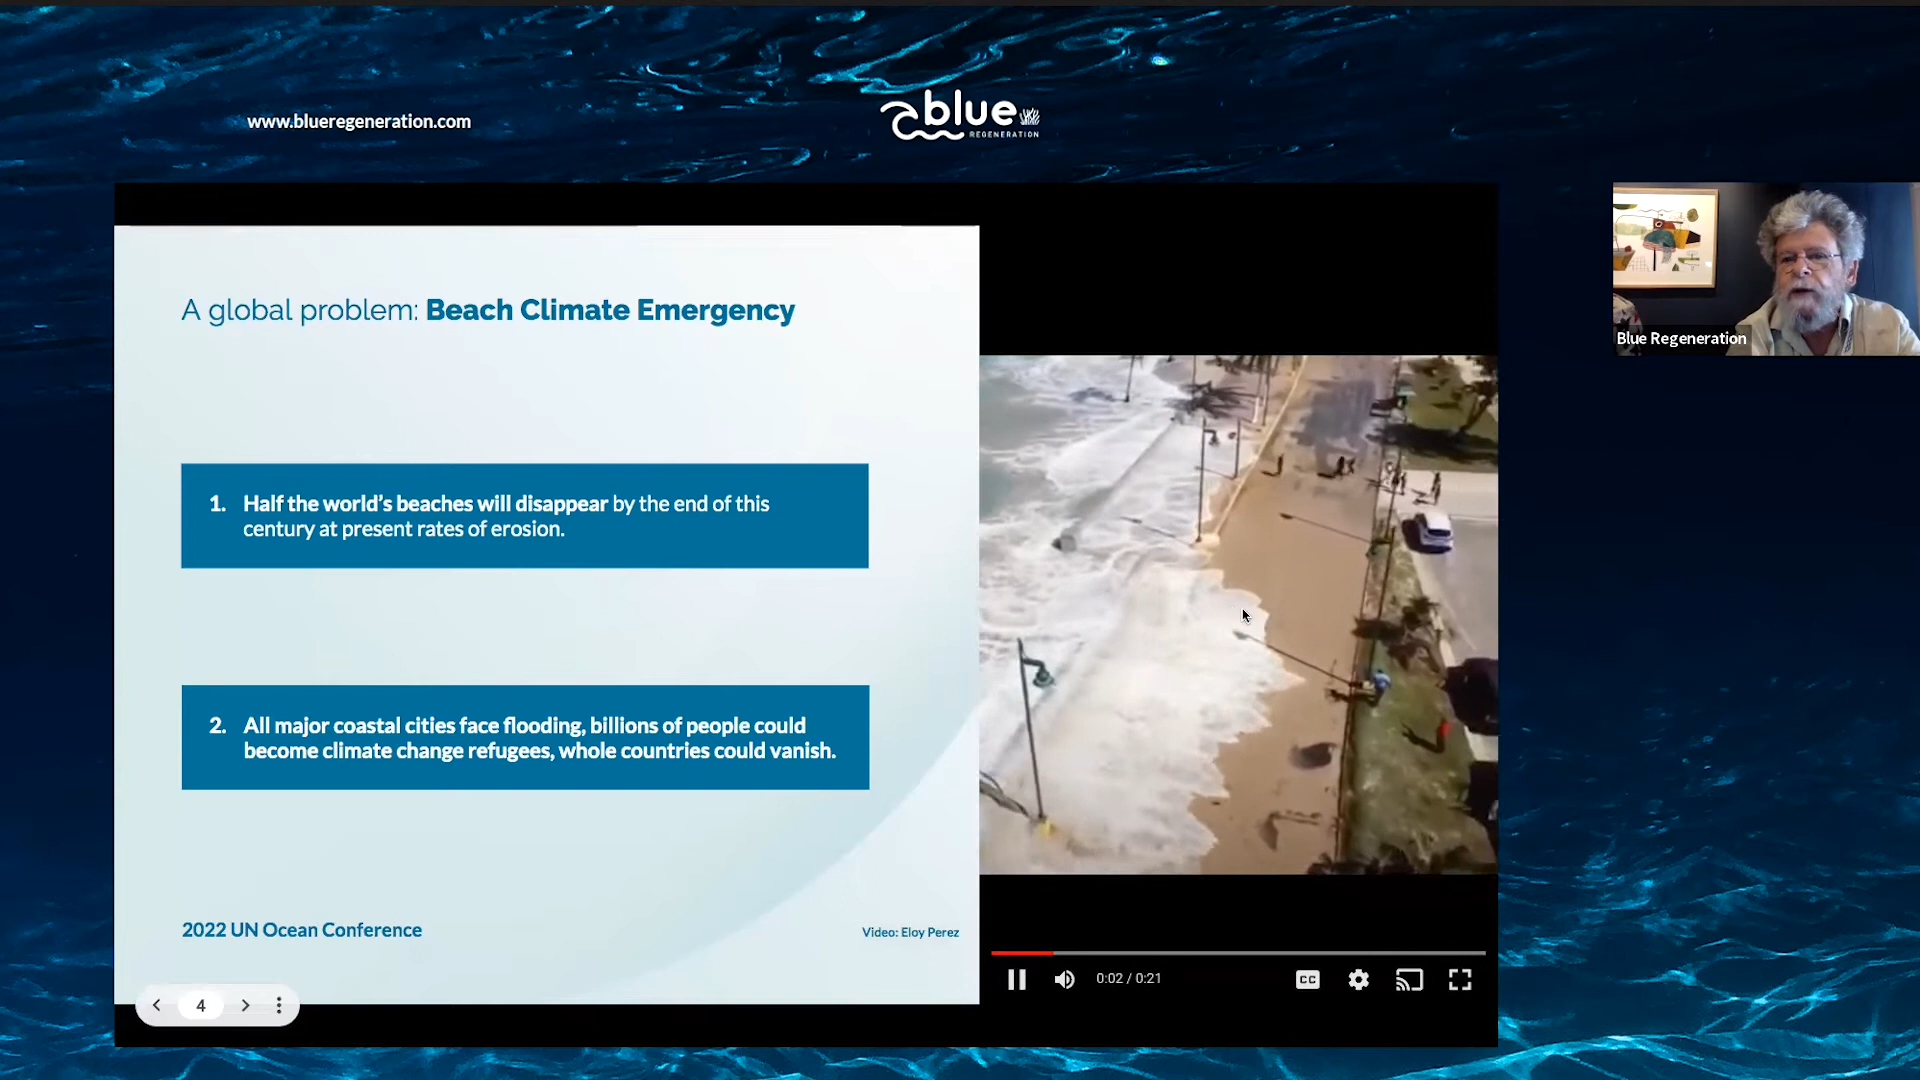 www.blueregeneration.com
blue
REGENERATION
A global problem: Beach Climate Emergency
1. Half the world's beaches will disappear by the end of this
century at present rates of erosion.
2. All major coastal cities face flooding, billions of people could
become climate change refugees, whole countries could vanish.
2022 UN Ocean Conference
Video: Eloy Perez
4
0:02 / 0:21
CC
Blue Regeneration